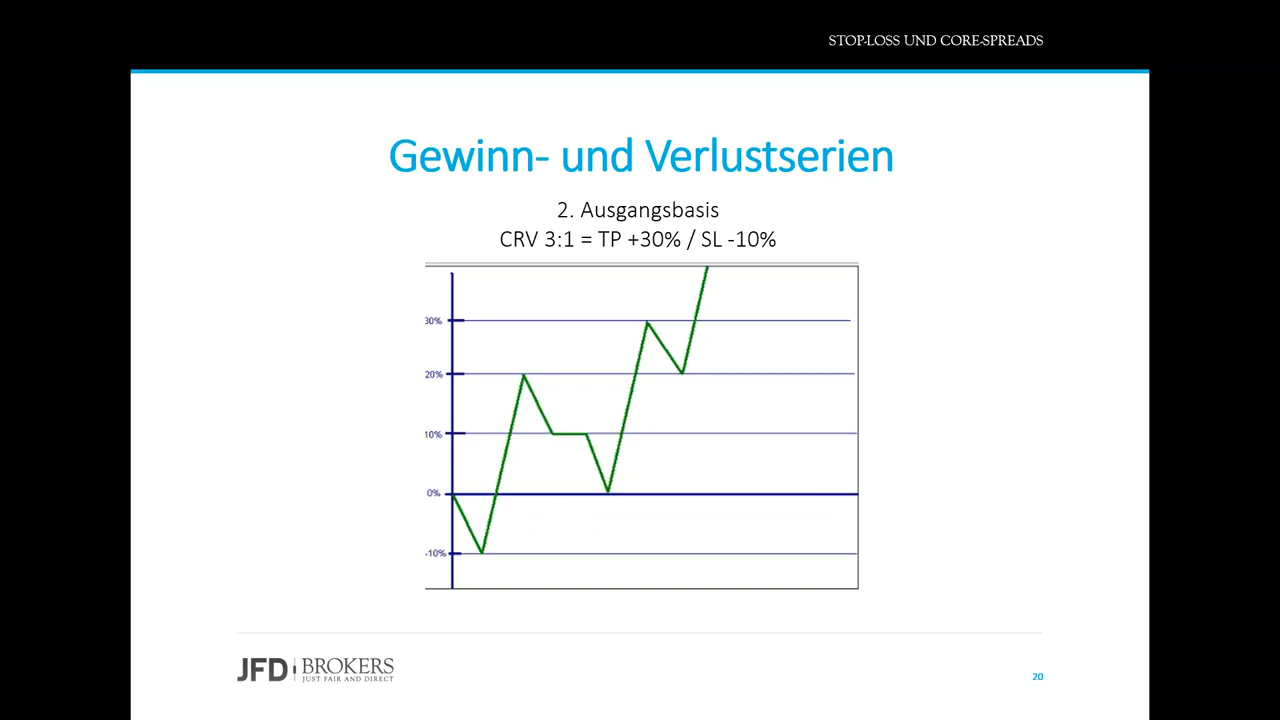 STOP-LOSS UND CORE-SPREADS
Gewinn- und Verlustserien
2. Ausgangsbasis
CRV 3:1 = TP +30% / SL -10%
30%
20%
10%
0%
-10%
JFD BROKERS
JUST FAIR AND DIRECT
20